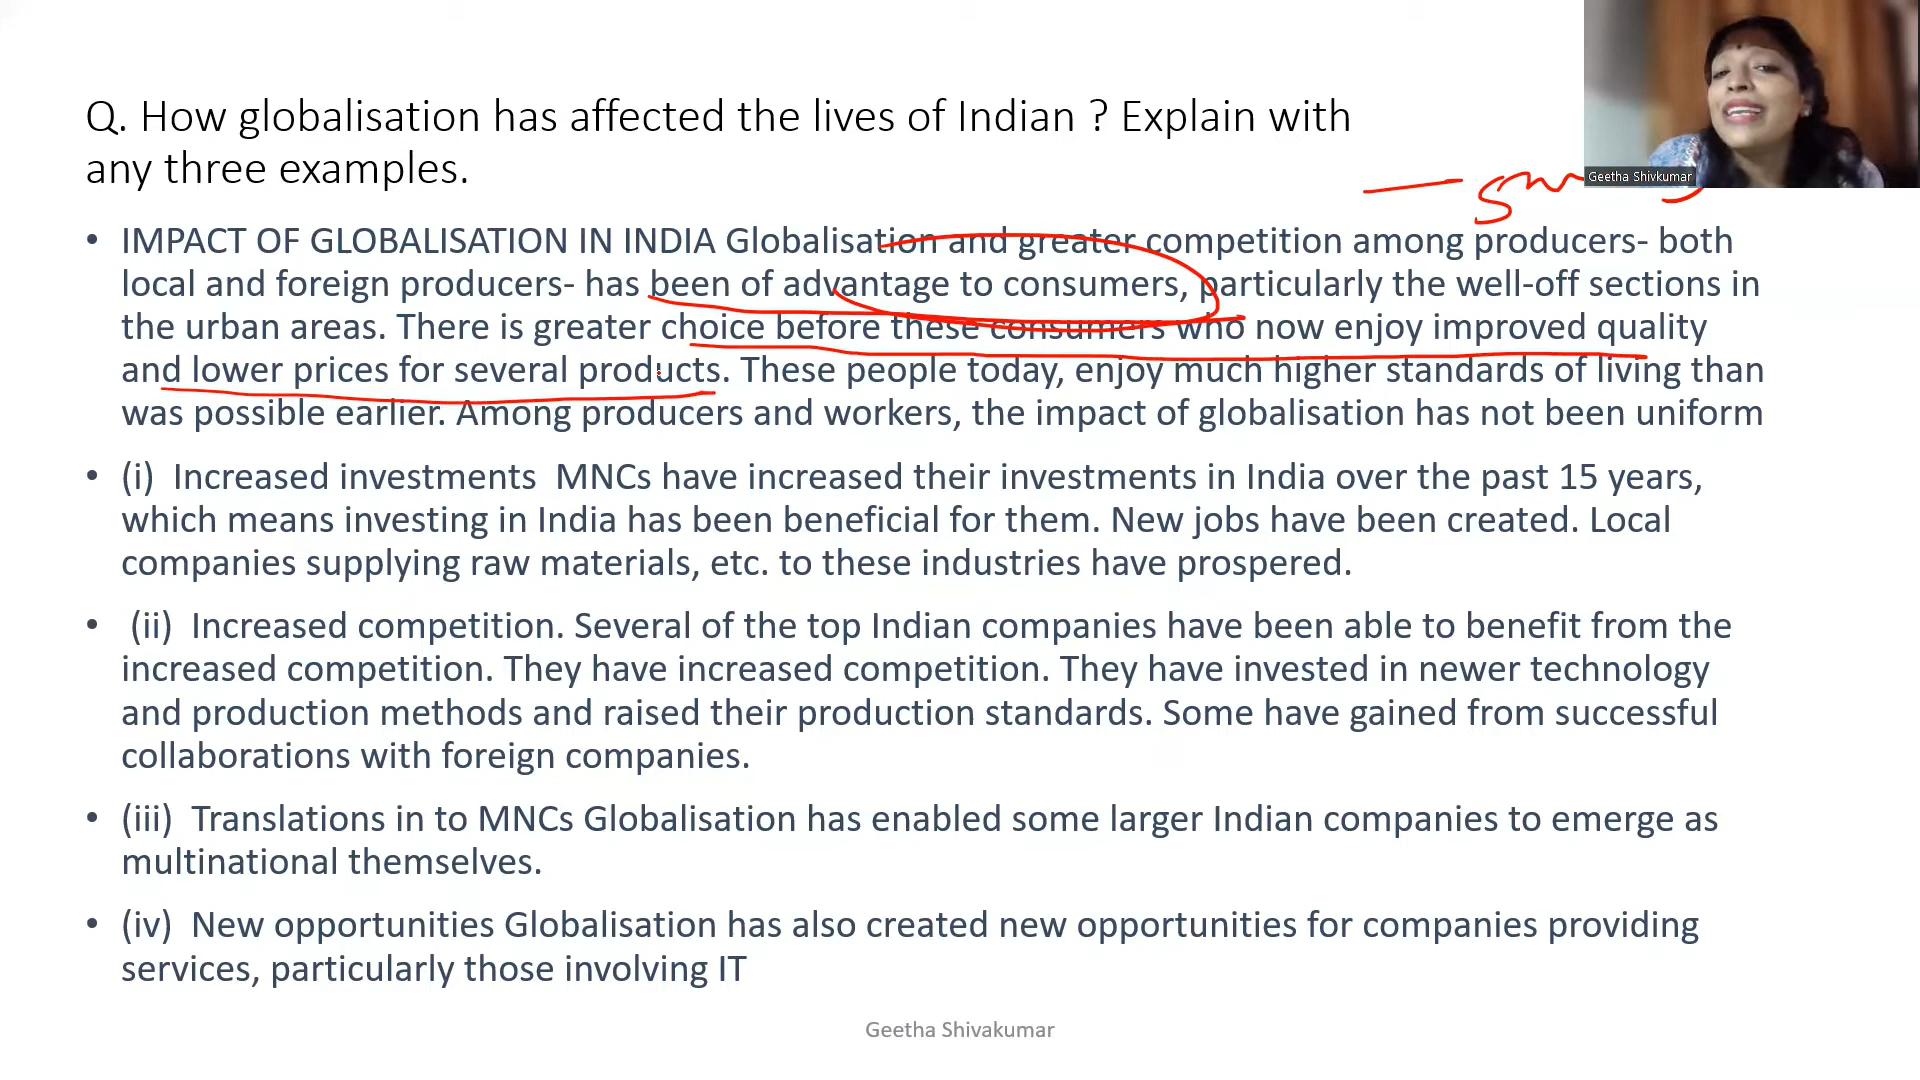 Q. How globalisation has affected the lives of Indian ? Explain with
any three examples.
Geetha Shivkumar
• IMPACT OF GLOBALISATION IN INDIA Globalisation and greater competition among producers- both
local and foreign producers- has been of advantage to consumers, particularly the well-off sections in
the urban areas. There is greater choice before these consumers who now enjoy improved quality
and lower prices for several products. These people today, enjoy much higher standards of living than
was possible earlier. Among producers and workers, the impact of globalisation has not been uniform
• (i)  Increased investments  MNCs have increased their investments in India over the past 15 years,
which means investing in India has been beneficial for them. New jobs have been created. Local
companies supplying raw materials, etc. to these industries have prospered.
•  (ii)  Increased competition. Several of the top Indian companies have been able to benefit from the
increased competition. They have increased competition. They have invested in newer technology
and production methods and raised their production standards. Some have gained from successful
collaborations with foreign companies.
• (iii)  Translations in to MNCs Globalisation has enabled some larger Indian companies to emerge as
multinational themselves.
• (iv)  New opportunities Globalisation has also created new opportunities for companies providing
services, particularly those involving IT
Geetha Shivakumar